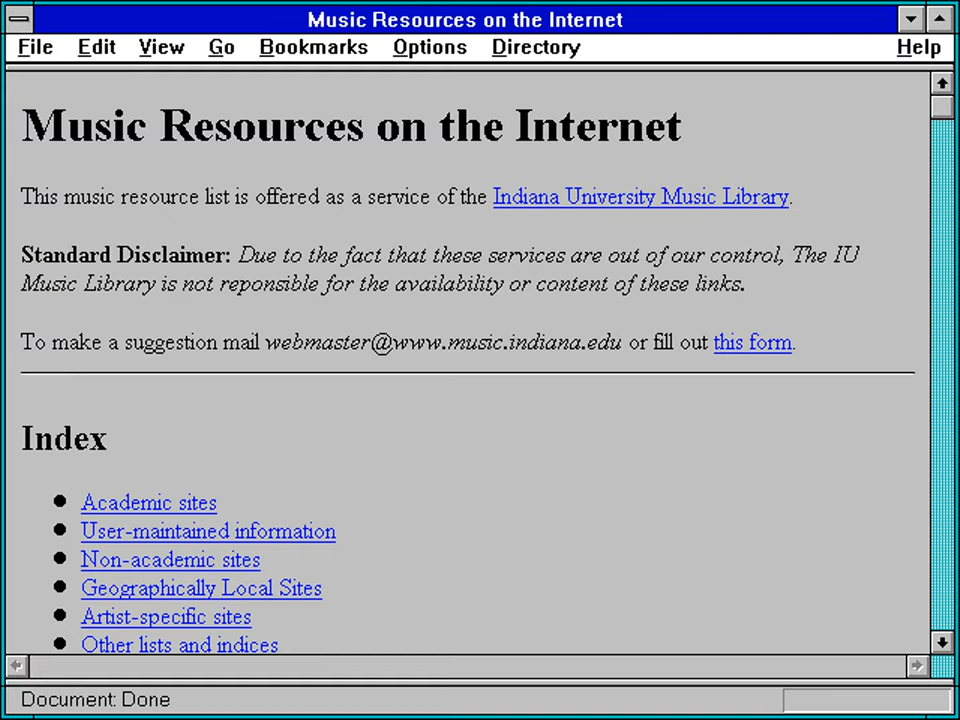 Music Resources on the Internet
File Edit View Go Bookmarks Options Directory Help
Music Resources on the Internet
This music resource list is offered as a service of the Indiana University Music Library.
Standard Disclaimer: Due to the fact that these services are out of our control, The IU
Music Library is not reponsible for the availability or content of these links.
To make a suggestion mail webmaster@www.music.indiana.edu or fill out this form.
Index
Academic sites
User-maintained information
Non-academic sites
Geographically Local Sites
Artist-specific sites
Other lists and indices
Document: Done